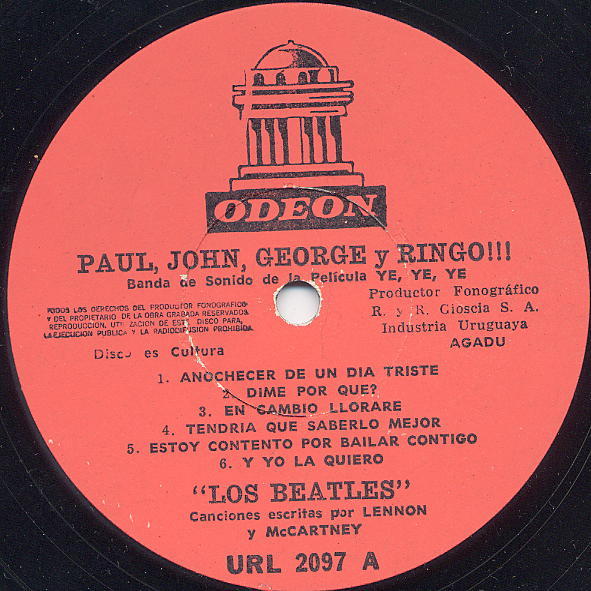 ODEON
PAUL, JOHN, GEORGE y RINGO!!!
Banda de Sonido de la Película YE, YE, YE
TODOS LOS DERECHOS DEL PRODUCTOR FONOGRAFICO
Y DEL PROPIETARIO DE LA OBRA GRABADA RESERVADOS
REPRODUCCION, UTILIZACION DE ESTE DISCO PARA,
LA EJECUCION PUBLICA Y LA RADIODIFUSION PROHIBIDA.
Disco es Cultura
Productor Fonográfico
R. y R. Gioscia S. A.
Industria Uruguaya
AGADU
1. ANOCHECER DE UN DIA TRISTE
2. DIME POR QUE?
3. EN CAMBIO LLORARE
4. TENDRIA QUE SABERLO MEJOR
5. ESTOY CONTENTO POR BAILAR CONTIGO
6. Y YO LA QUIERO
“LOS BEATLES”
Canciones escritas por LENNON
y McCARTNEY
URL 2097 A